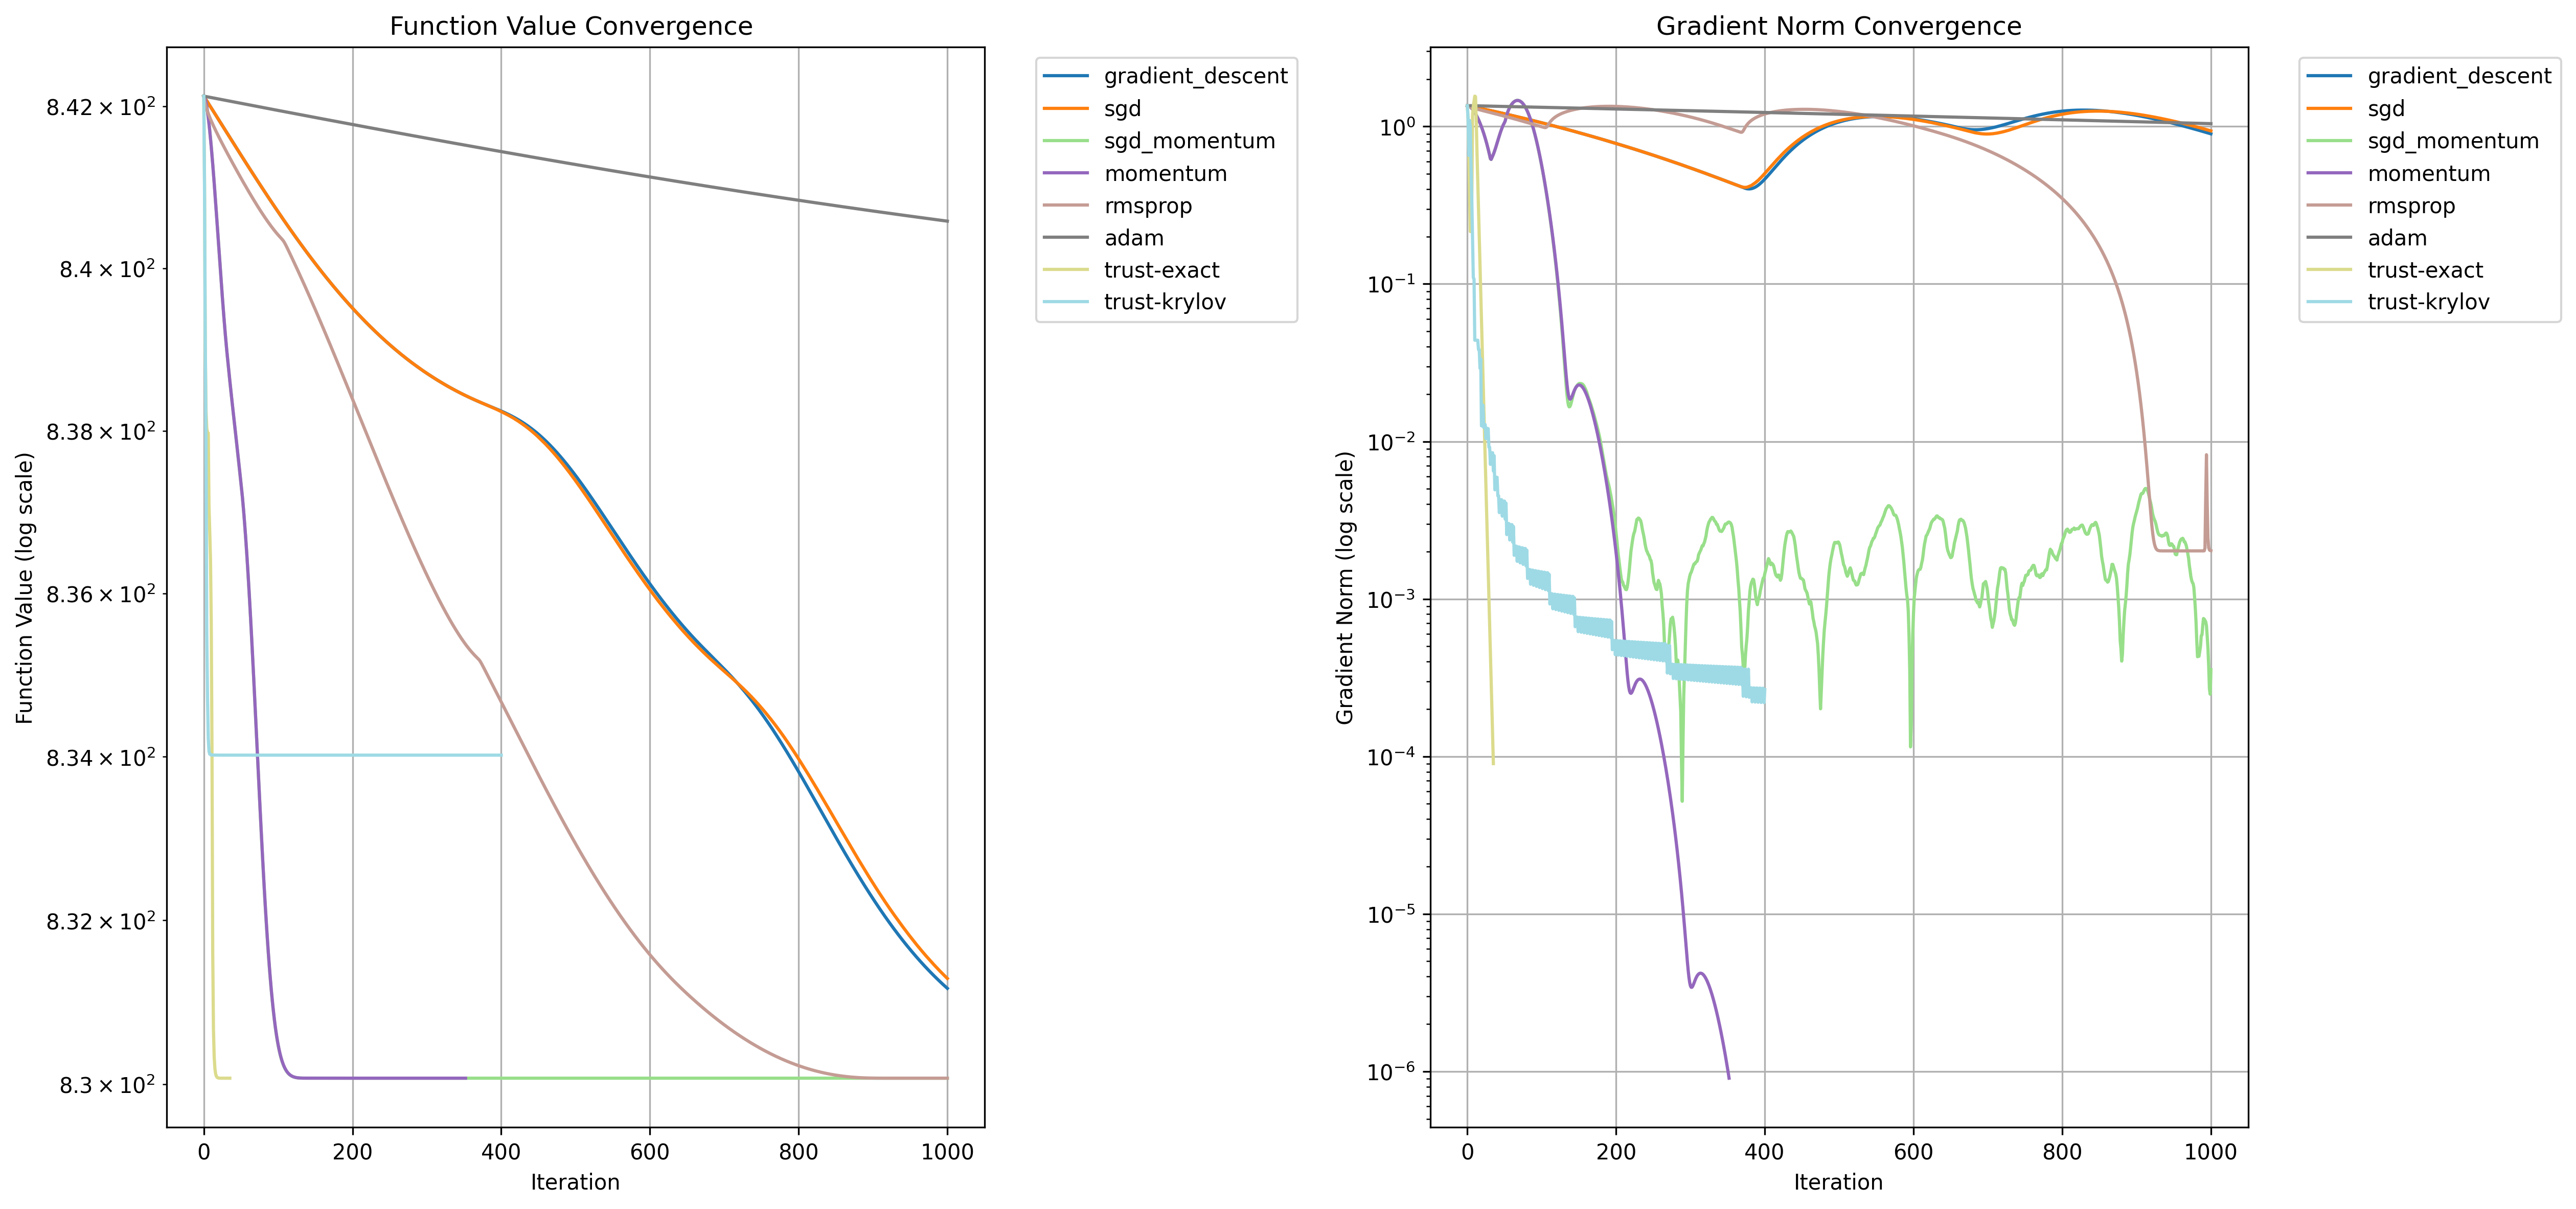 Function Value Convergence
Function Value (log scale)
8.42 × 10²
8.4 × 10²
8.38 × 10²
8.36 × 10²
8.34 × 10²
8.32 × 10²
8.3 × 10²
0 200 400 600 800 1000
Iteration
gradient_descent
sgd
sgd_momentum
momentum
rmsprop
adam
trust-exact
trust-krylov
Gradient Norm Convergence
Gradient Norm (log scale)
10⁰
10⁻¹
10⁻²
10⁻³
10⁻⁴
10⁻⁵
10⁻⁶
0 200 400 600 800 1000
Iteration
gradient_descent
sgd
sgd_momentum
momentum
rmsprop
adam
trust-exact
trust-krylov